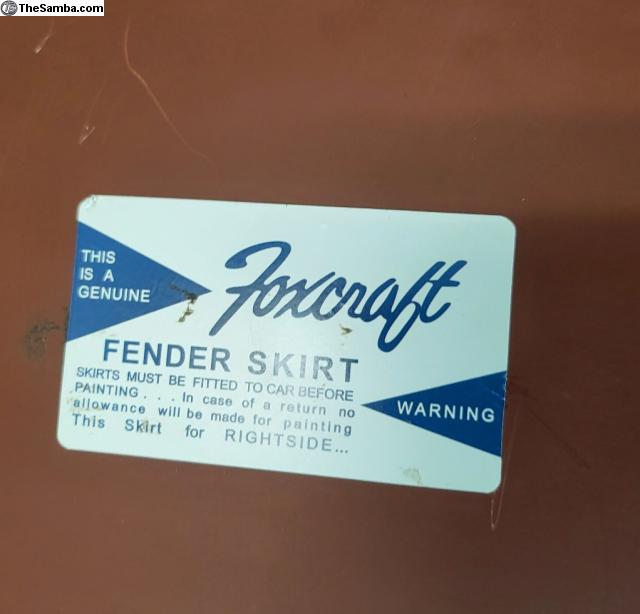 TheSamba.com
THIS
IS A
GENUINE
Foxcraft
FENDER SKIRT
SKIRTS MUST BE FITTED TO CAR BEFORE
PAINTING . . . In case of a return no
allowance will be made for painting
This Skirt for RIGHTSIDE...
WARNING